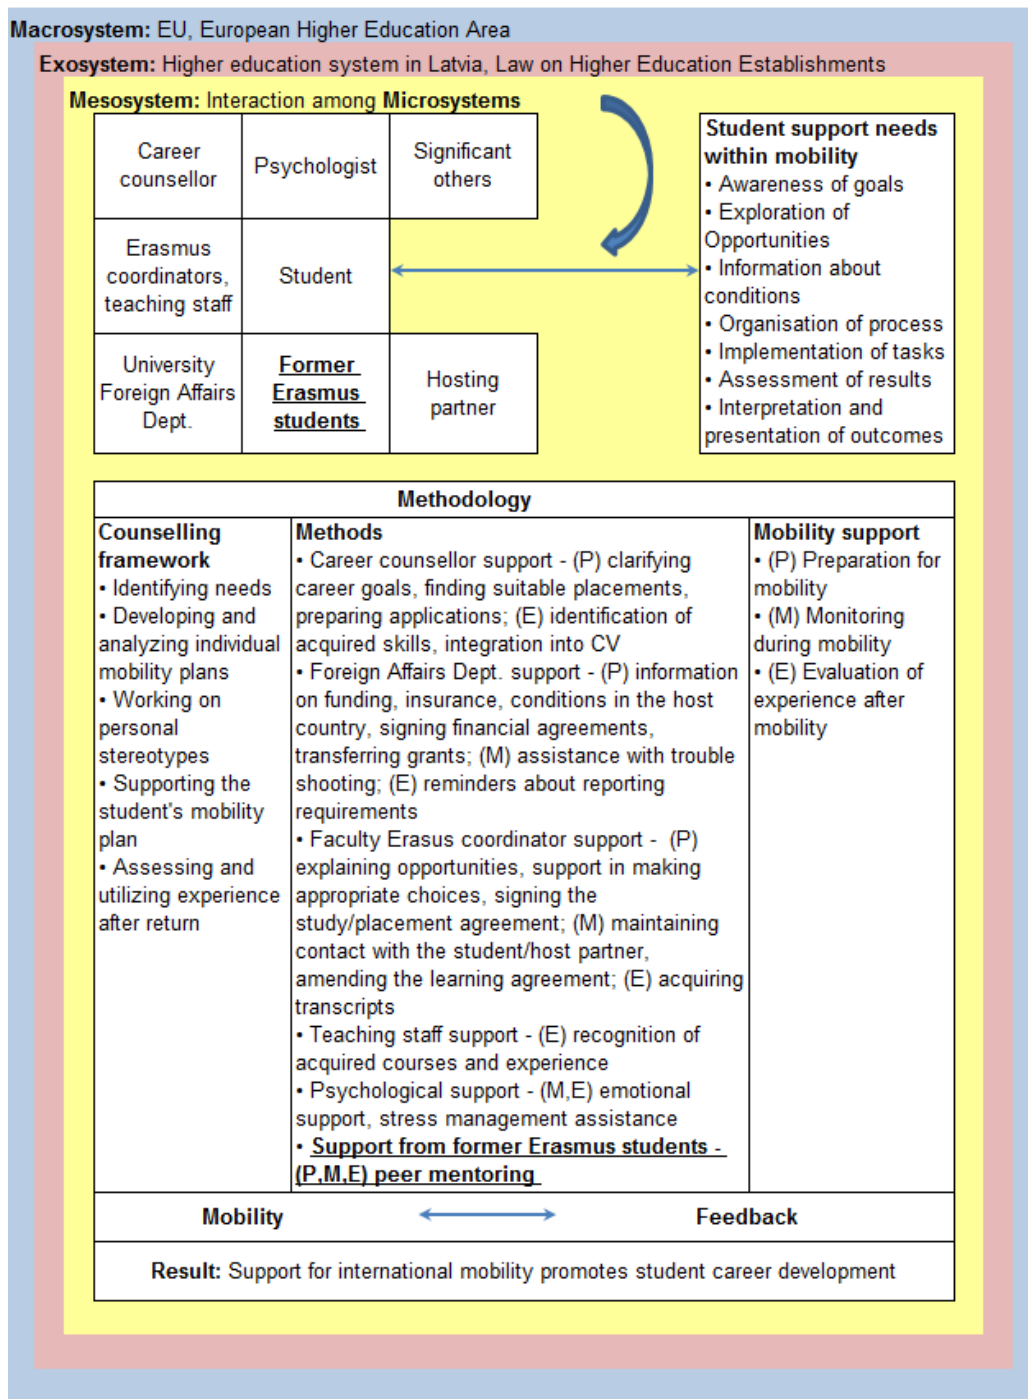 Macrosystem: EU, European Higher Education Area
Exosystem: Higher education system in Latvia, Law on Higher Education Establishments
Mesosystem: Interaction among Microsystems
Career
counsellor
Psychologist
Significant
others
Erasmus
coordinators,
teaching staff
Student
University
Foreign Affairs
Dept.
Former
Erasmus
students
Hosting
partner
Student support needs
within mobility
• Awareness of goals
• Exploration of
Opportunities
• Information about
conditions
• Organisation of process
• Implementation of tasks
• Assessment of results
• Interpretation and
presentation of outcomes
Methodology
Counselling
framework
• Identifying needs
• Developing and
analyzing individual
mobility plans
• Working on
personal
stereotypes
• Supporting the
student's mobility
plan
• Assessing and
utilizing experience
after return
Methods
• Career counsellor support - (P) clarifying
career goals, finding suitable placements,
preparing applications; (E) identification of
acquired skills, integration into CV
• Foreign Affairs Dept. support - (P) information
on funding, insurance, conditions in the host
country, signing financial agreements,
transferring grants; (M) assistance with trouble
shooting; (E) reminders about reporting
requirements
• Faculty Erasus coordinator support - (P)
explaining opportunities, support in making
appropriate choices, signing the
study/placement agreement; (M) maintaining
contact with the student/host partner,
amending the learning agreement; (E) acquiring
transcripts
• Teaching staff support - (E) recognition of
acquired courses and experience
• Psychological support - (M,E) emotional
support, stress management assistance
• Support from former Erasmus students -
(P,M,E) peer mentoring
Mobility support
• (P) Preparation for
mobility
• (M) Monitoring
during mobility
• (E) Evaluation of
experience after
mobility
Mobility
Feedback
Result: Support for international mobility promotes student career development